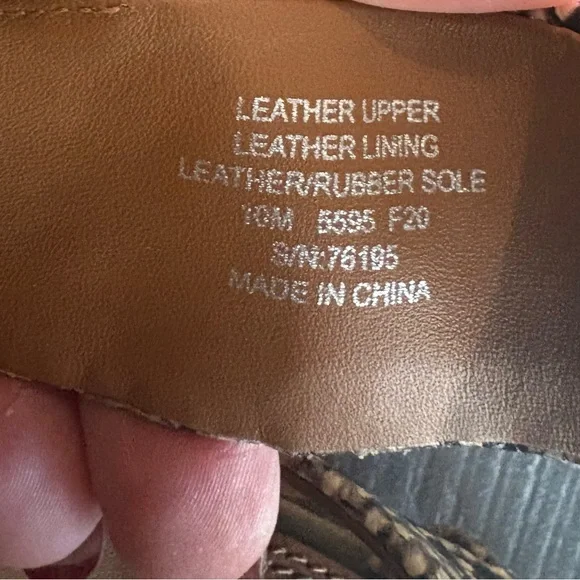 LEATHER UPPER
LEATHER LINING
LEATHER/RUBBER SOLE
10M 5595 F20
S/N:76195
MADE IN CHINA